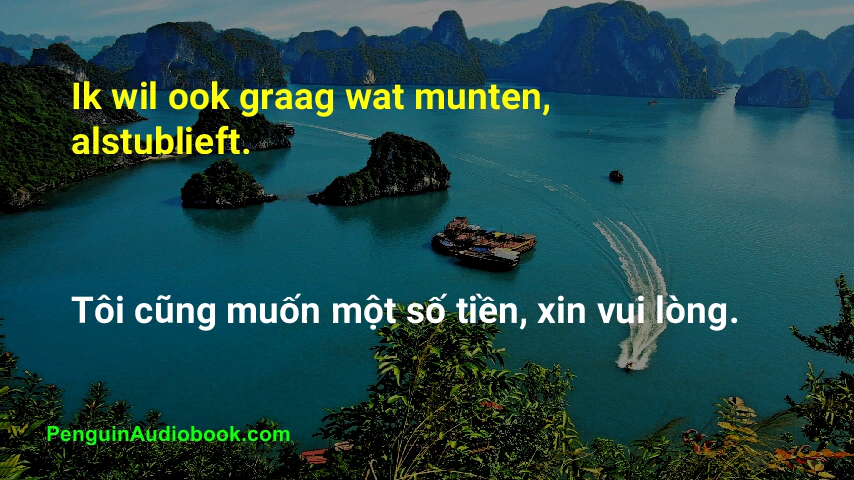 Ik wil ook graag wat munten,
alstublieft.
Tôi cũng muốn một số tiền, xin vui lòng.
PenguinAudiobook.com